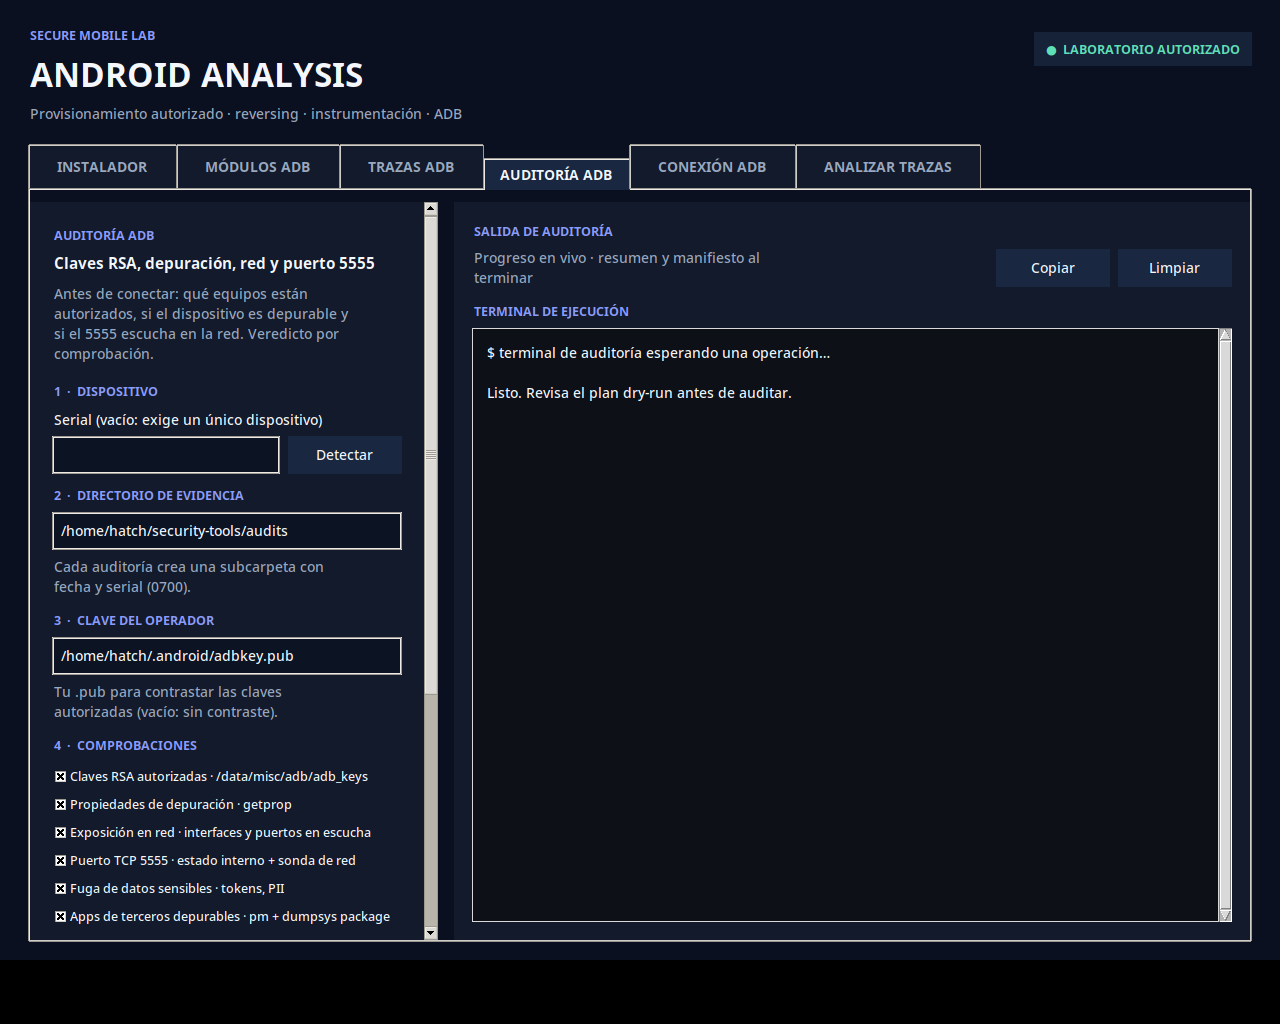 SECURE MOBILE LAB
ANDROID ANALYSIS
Provisionamiento autorizado · reversing · instrumentación · ADB
● LABORATORIO AUTORIZADO
INSTALADOR
MÓDULOS ADB
TRAZAS ADB
AUDITORÍA ADB
CONEXIÓN ADB
ANALIZAR TRAZAS
AUDITORÍA ADB
Claves RSA, depuración, red y puerto 5555
Antes de conectar: qué equipos están
autorizados, si el dispositivo es depurable y
si el 5555 escucha en la red. Veredicto por
comprobación.
1 · DISPOSITIVO
Serial (vacío: exige un único dispositivo)
Detectar
2 · DIRECTORIO DE EVIDENCIA
/home/hatch/security-tools/audits
Cada auditoría crea una subcarpeta con
fecha y serial (0700).
3 · CLAVE DEL OPERADOR
/home/hatch/.android/adbkey.pub
Tu .pub para contrastar las claves
autorizadas (vacío: sin contraste).
4 · COMPROBACIONES
Claves RSA autorizadas · /data/misc/adb/adb_keys
Propiedades de depuración · getprop
Exposición en red · interfaces y puertos en escucha
Puerto TCP 5555 · estado interno + sonda de red
Fuga de datos sensibles · tokens, PII
Apps de terceros depurables · pm + dumpsys package
SALIDA DE AUDITORÍA
Progreso en vivo · resumen y manifiesto al
terminar
Copiar
Limpiar
TERMINAL DE EJECUCIÓN
$ terminal de auditoría esperando una operación…
Listo. Revisa el plan dry-run antes de auditar.